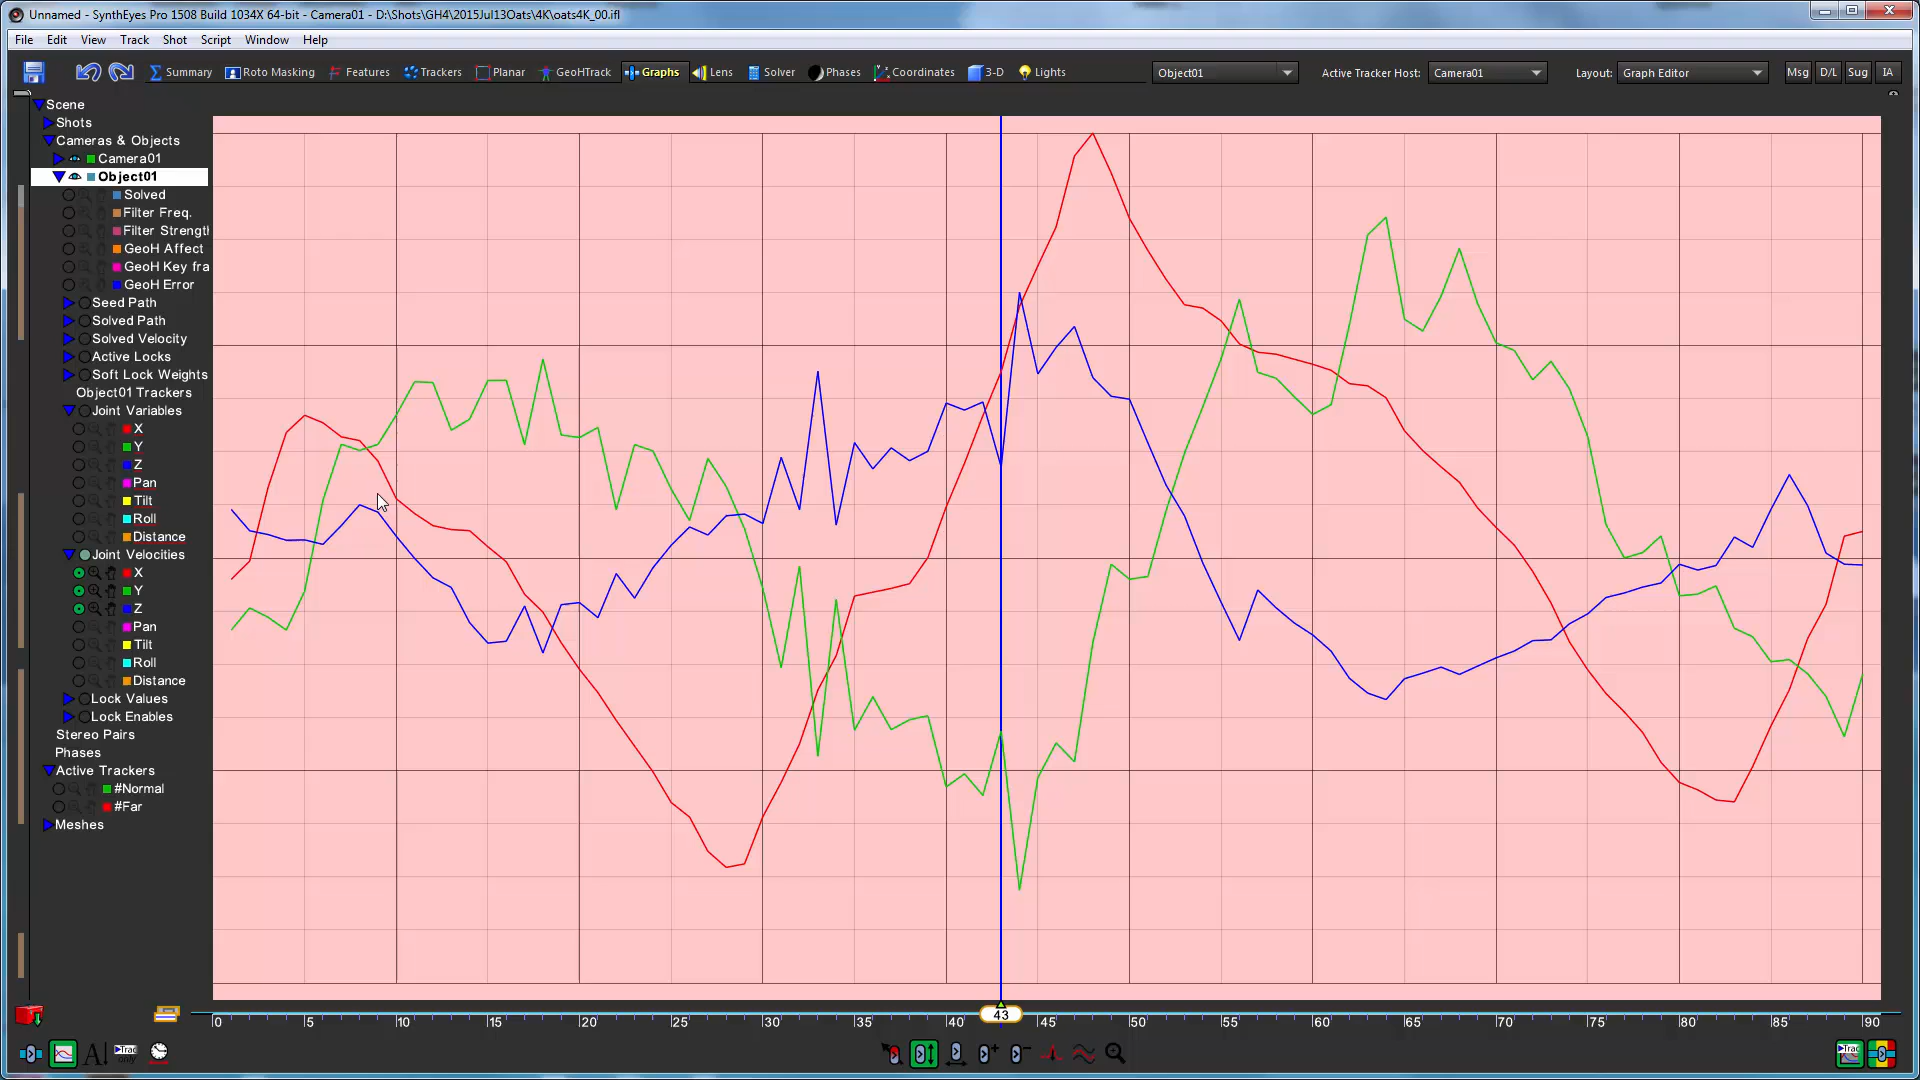 Unnamed - SynthEyes Pro 1508 Build 1034X 64-bit - Camera01 - D:\Shots\GH4\2015Jul13Oats\4K\oats4K_00.ifl
File Edit View Track Shot Script Window Help
Summary Roto Masking Features Trackers Planar GeoHTrack Graphs Lens Solver Phases Coordinates 3-D Lights Object01 Active Tracker Host: Camera01 Layout: Graph Editor Msg D/L Sug IA
Scene
Shots
Cameras & Objects
Camera01
Object01
Solved
Filter Freq.
Filter Strengt
GeoH Affect
GeoH Key fra
GeoH Error
Seed Path
Solved Path
Solved Velocity
Active Locks
Soft Lock Weights
Object01 Trackers
Joint Variables
X
Y
Z
Pan
Tilt
Roll
Distance
Joint Velocities
X
Y
Z
Pan
Tilt
Roll
Distance
Lock Values
Lock Enables
Stereo Pairs
Phases
Active Trackers
#Normal
#Far
Meshes
0 5 10 15 20 25 30 35 40 43 45 50 55 60 65 70 75 80 85 90
A Trac only Trac